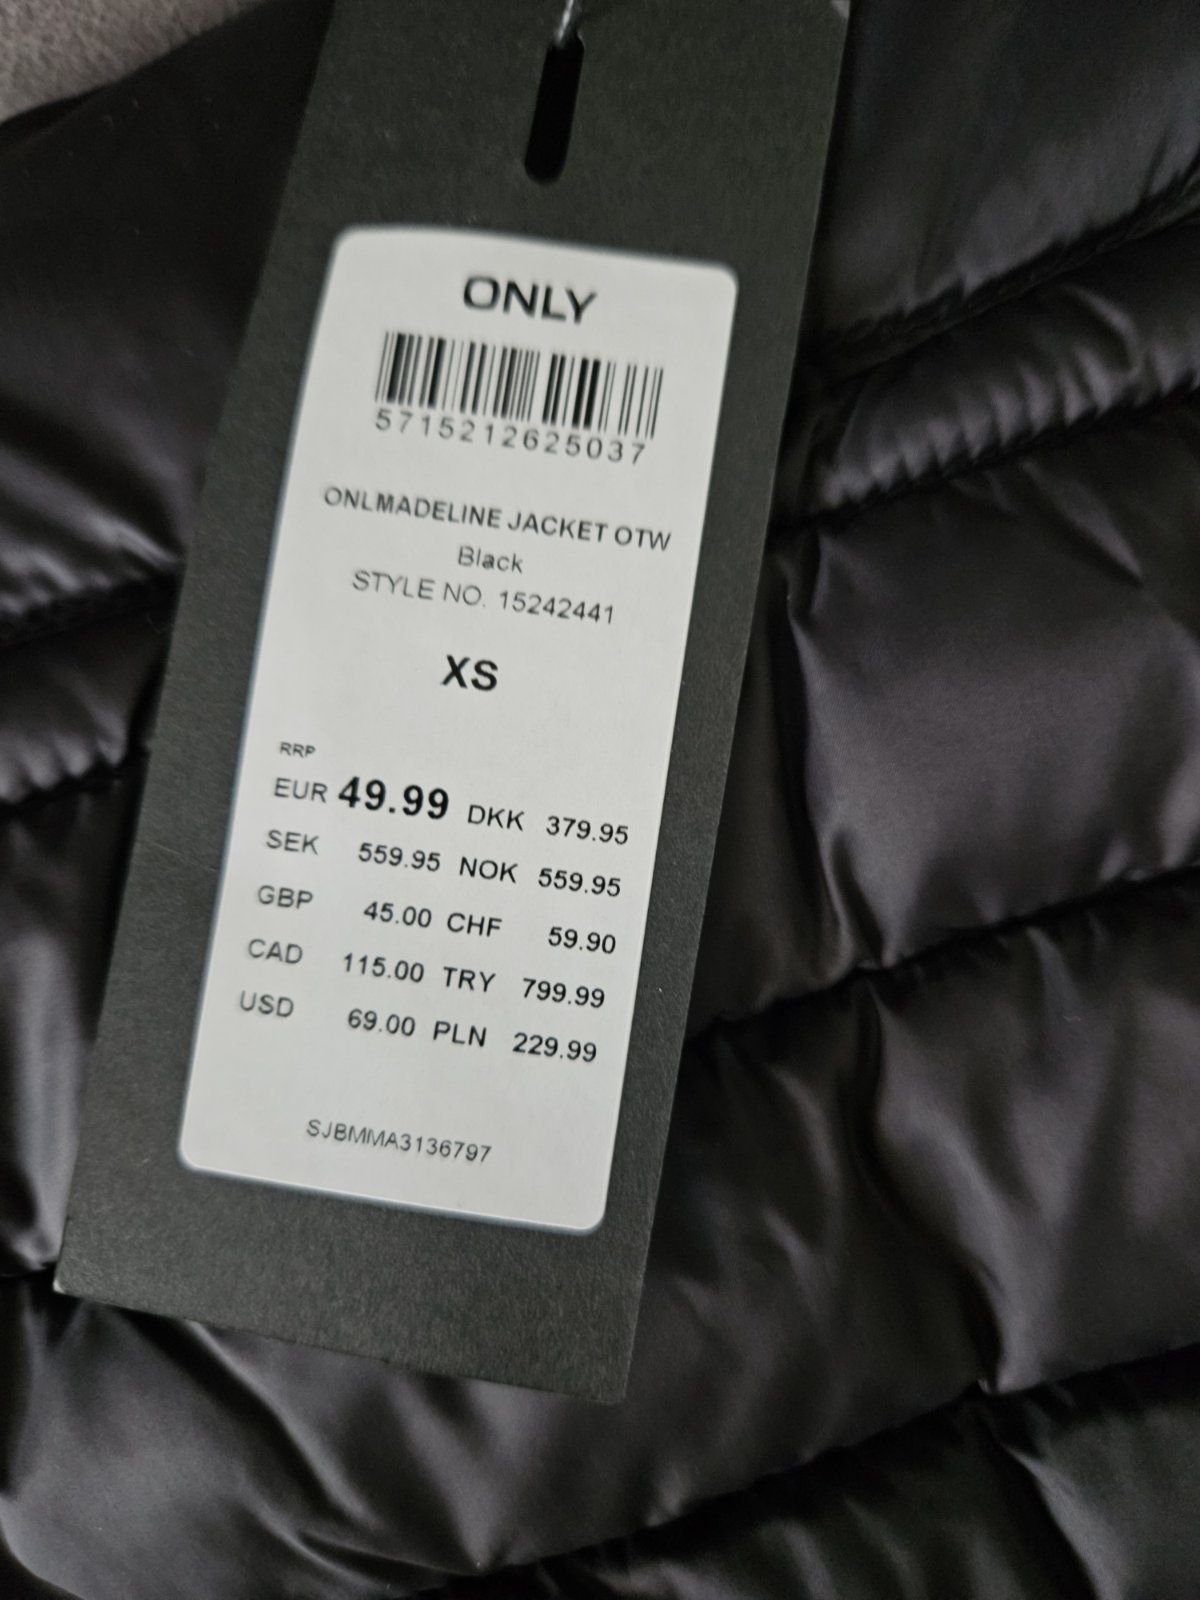 ONLY
5715212625037
ONLMADELINE JACKET OTW
Black
STYLE NO. 15242441
XS
RRP
EUR 49.99 DKK 379.95
SEK 559.95 NOK 559.95
GBP 45.00 CHF 59.90
CAD 115.00 TRY 799.99
USD 69.00 PLN 229.99
SJBMMA3136797